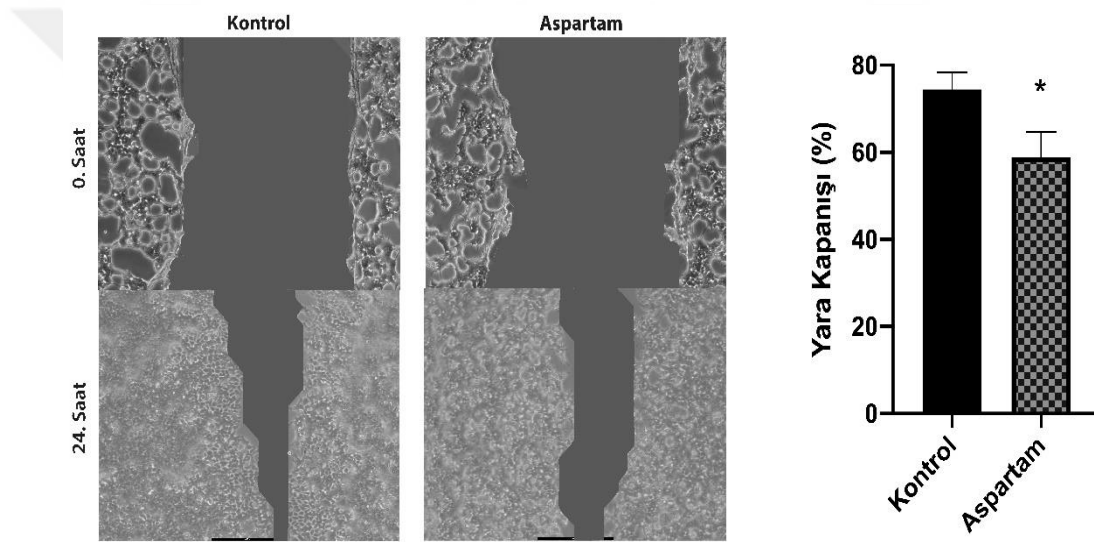 Kontrol
Aspartam
0. Saat
24. Saat
Yara Kapanışı (%)
80
60
40
20
0
*
Kontrol
Aspartam